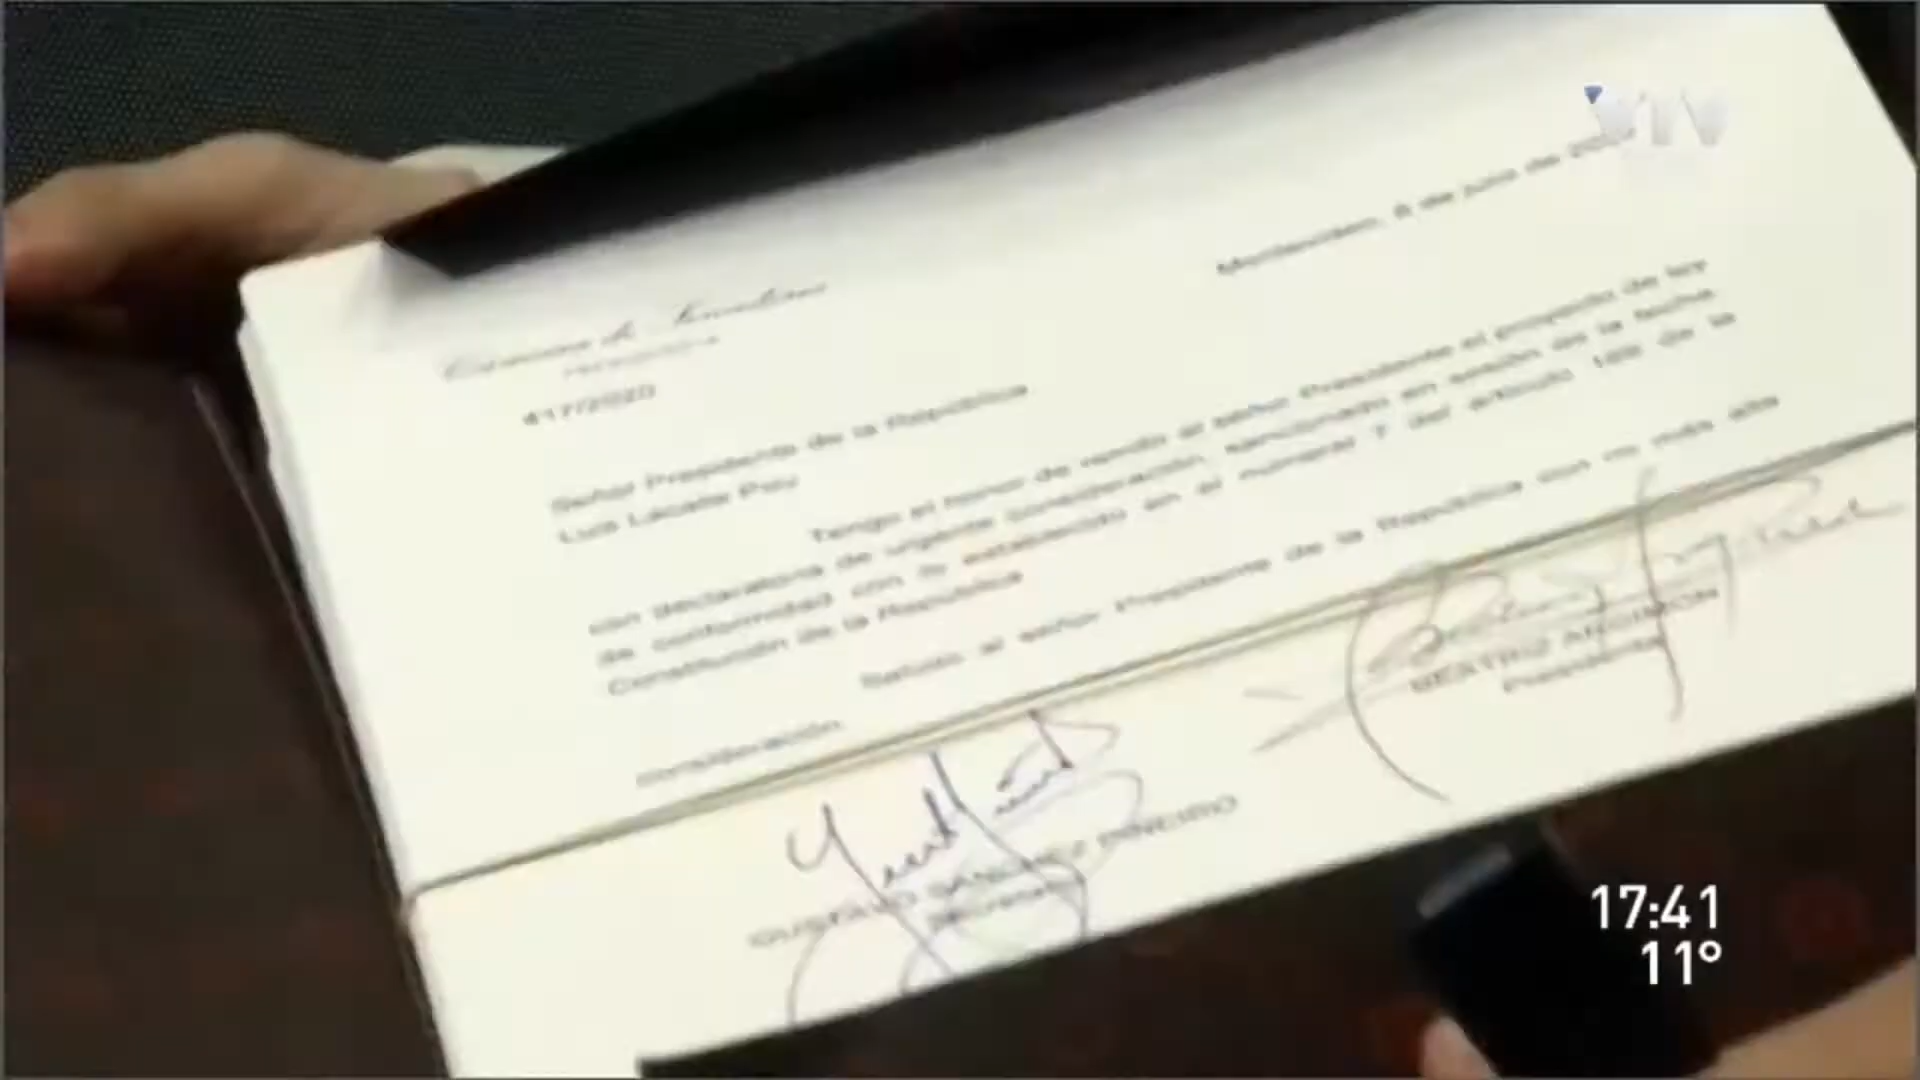 VTV
Montevideo, 8 de julio de
Cámara de Senadores
417/2020
Señor Presidente de la República
Luis Lacalle Pou
Tengo el honor de remitir al señor Presidente el proyecto de ley
con declaratoria de urgente consideración, sancionado en sesión de la fecha
de conformidad con lo establecido en el numeral 7 del artículo 168 de la
Constitución de la República
Saludo al señor Presidente de la República con mi más alta
consideración.
BEATRIZ ARGIMÓN
Presidenta
GUSTAVO SÁNCHEZ PIÑEIRO
Secretario
17:41
11°